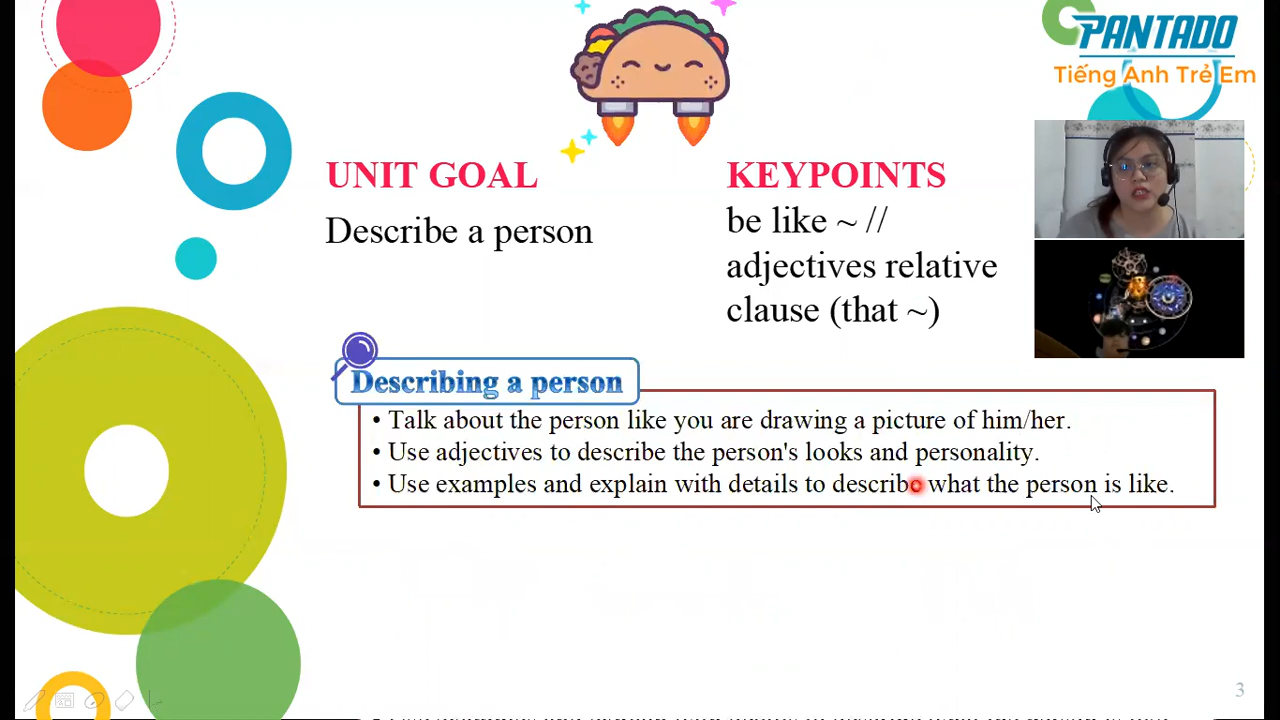 PANTADO
Tiếng Anh Trẻ Em
UNIT GOAL
Describe a person
KEYPOINTS
be like ~ //
adjectives relative
clause (that ~)
Describing a person
• Talk about the person like you are drawing a picture of him/her.
• Use adjectives to describe the person's looks and personality.
• Use examples and explain with details to describe what the person is like.
3